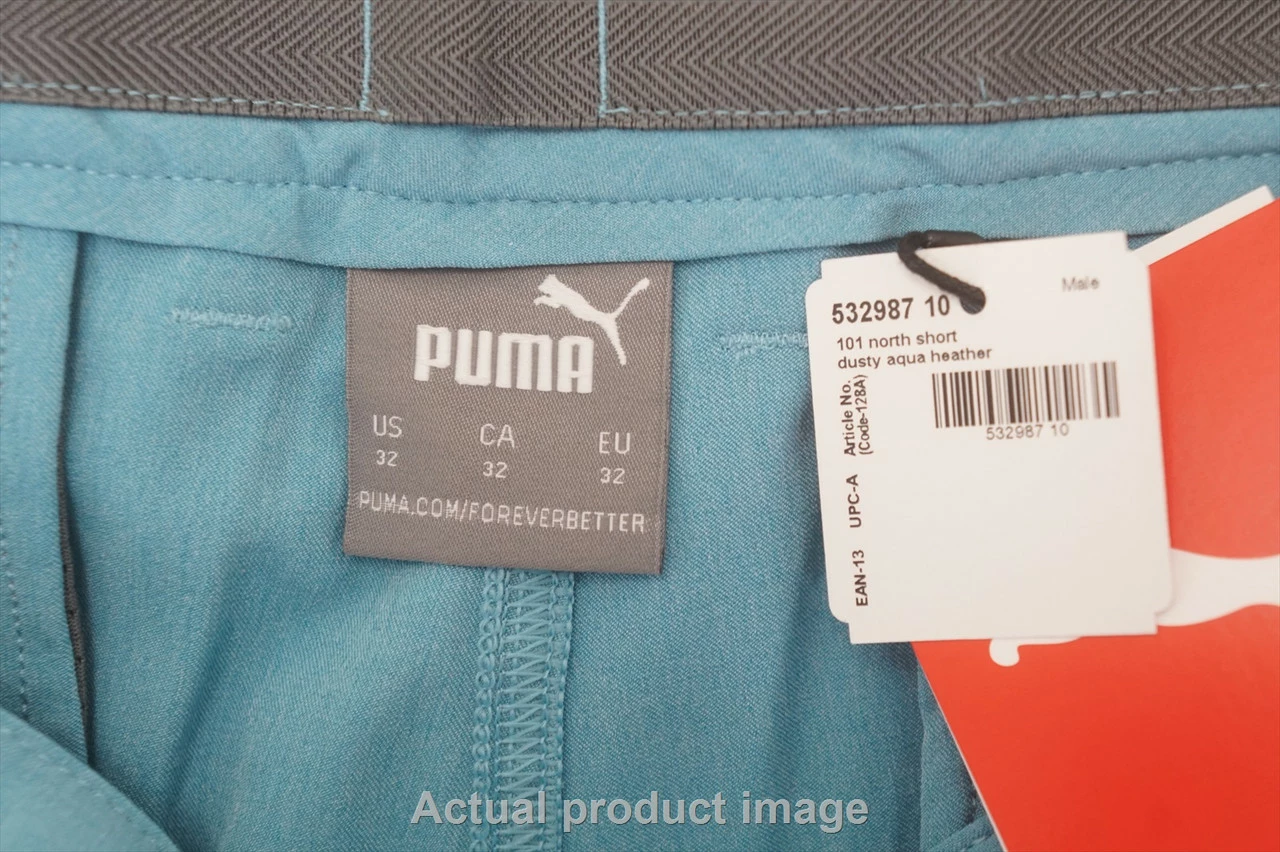 PUMA
US CA EU
32 32 32
PUMA.COM/FOREVERBETTER
Male
532987 10
101 north short
dusty aqua heather
Article No.
(Code-128A)
532987 10
UPC-A
EAN-13
Actual product image